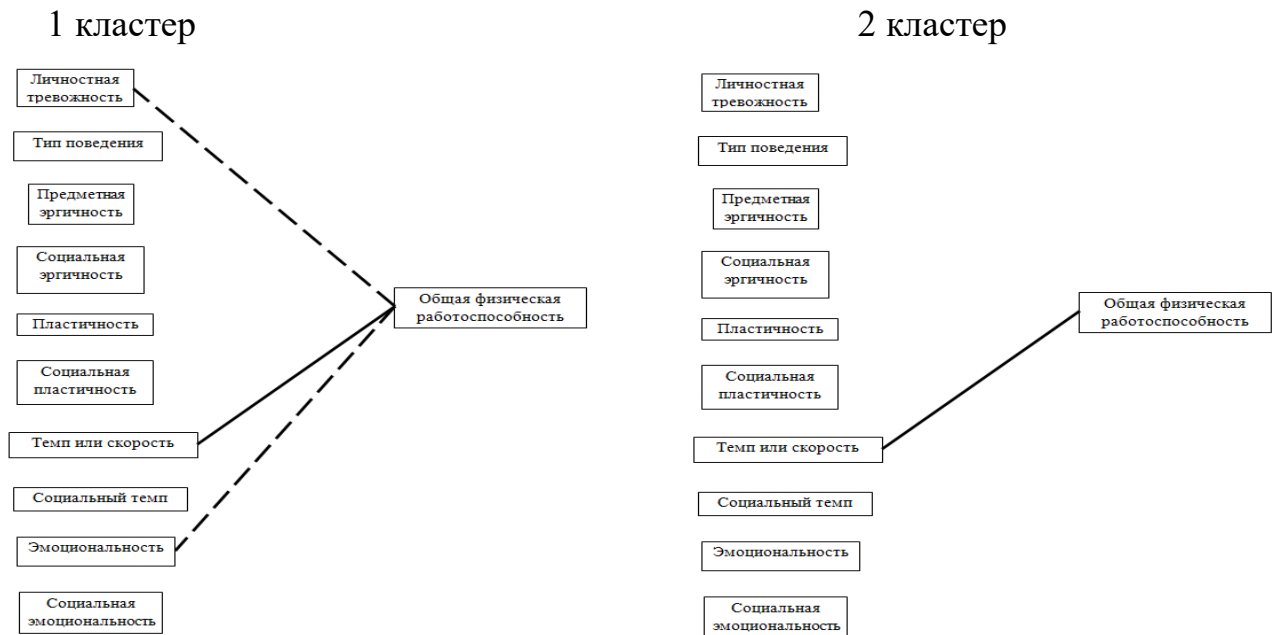 1 кластер
Личностная
тревожность
Тип поведения
Предметная
эргичность
Социальная
эргичность
Пластичность
Социальная
пластичность
Темп или скорость
Социальный темп
Эмоциональность
Социальная
эмоциональность
Общая физическая
работоспособность
2 кластер
Личностная
тревожность
Тип поведения
Предметная
эргичность
Социальная
эргичность
Пластичность
Социальная
пластичность
Темп или скорость
Социальный темп
Эмоциональность
Социальная
эмоциональность
Общая физическая
работоспособность